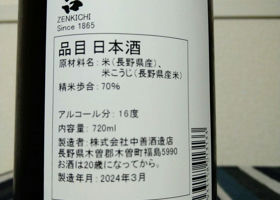 ZENKICHI
Since 1865
品目 日本酒
原材料名：米（長野県産）、
米こうじ（長野県産米）
精米歩合：70%
アルコール分：16度
内容量：720ml
製造者：株式会社中善酒造店
長野県木曽郡木曽町福島5990
お酒は20歳になってから。
製造年月：2024年3月